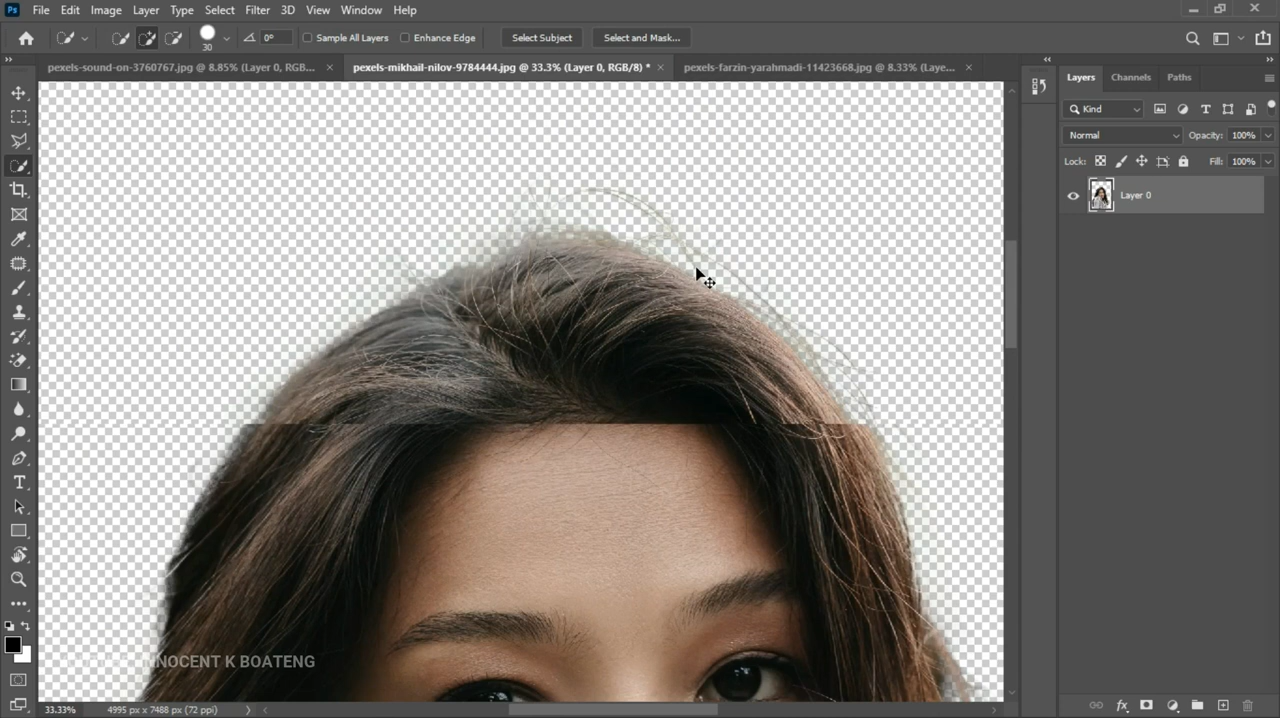 Ps File Edit Image Layer Type Select Filter 3D View Window Help
30 0° Sample All Layers Enhance Edge Select Subject Select and Mask...
pexels-sound-on-3760767.jpg @ 8.85% (Layer 0, RGB... × pexels-mikhail-nilov-9784444.jpg @ 33.3% (Layer 0, RGB/8) * × pexels-farzin-yarahmadi-11423668.jpg @ 8.33% (Laye... ×
Layers Channels Paths
Kind
Normal Opacity: 100%
Lock: Fill: 100%
Layer 0
NOCENT K BOATENG
33.33% 4995 px x 7488 px (72 ppi)